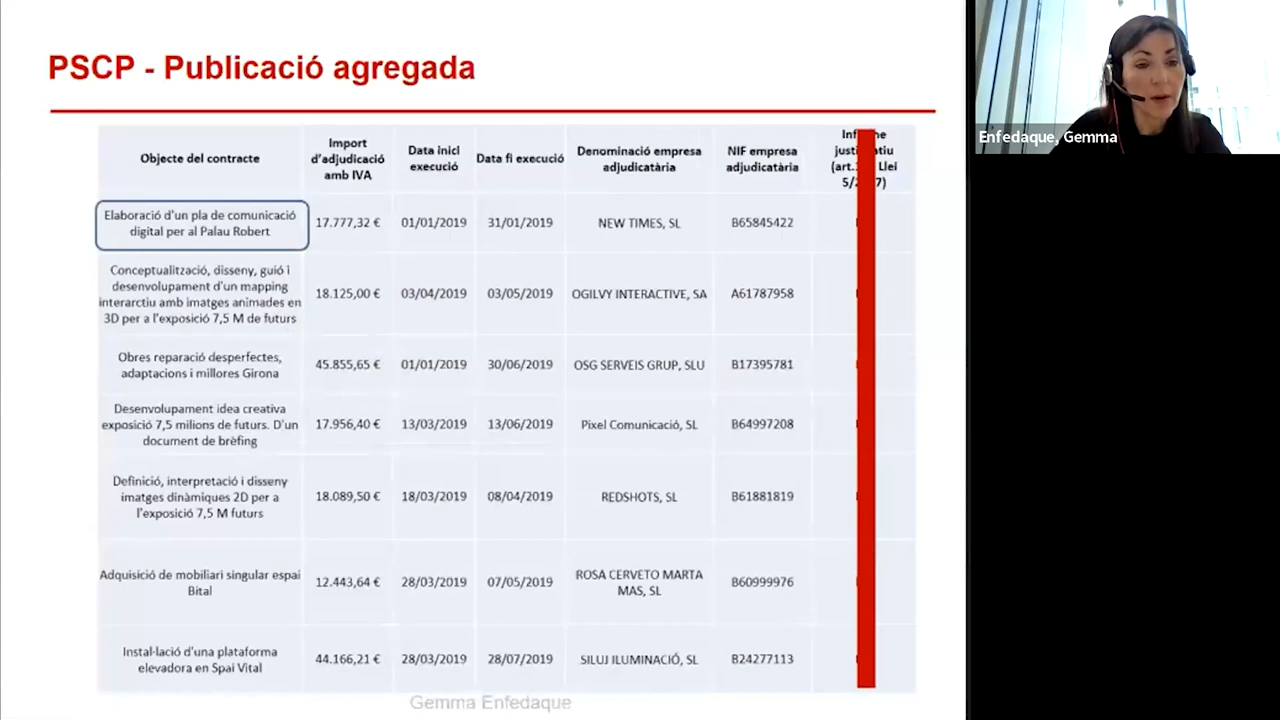 PSCP - Publicació agregada
Enfedaque, Gemma
Objecte del contracte
Import
d'adjudicació
amb IVA
Data inici
execució
Data fi execució
Denominació empresa
adjudicatària
NIF empresa
adjudicatària
Llei
Elaboració d'un pla de comunicació
digital per al Palau Robert
17.777,32 €
01/01/2019
31/01/2019
NEW TIMES, SL
B65845422
Conceptualització, disseny, guió i
desenvolupament d'un mapping
interarctiu amb imatges animades en
3D per a l'exposició 7,5 M de futurs
18.125,00 €
03/04/2019
03/05/2019
OGILVY INTERACTIVE, SA
A61787958
Obres reparació desperfectes,
adaptacions i millores Girona
45.855,65 €
01/01/2019
30/06/2019
OSG SERVEIS GRUP, SLU
B17395781
Desenvolupament idea creativa
exposició 7,5 milions de futurs. D'un
document de brèfing
17.956,40 €
13/03/2019
13/06/2019
Pixel Comunicació, SL
B64997208
Definició, interpretació i disseny
imatges dinàmiques 2D per a
l'exposició 7,5 M futurs
18.089,50 €
18/03/2019
08/04/2019
REDSHOTS, SL
B61881819
Adquisició de mobiliari singular espai
Bital
12.443,64 €
28/03/2019
07/05/2019
ROSA CERVETO MARTA
MAS, SL
B60999976
Instal·lació d'una plataforma
elevadora en Spai Vital
44.166,21 €
28/03/2019
28/07/2019
SILUJ ILUMINACIÓ, SL
B24277113
Gemma Enfedaque